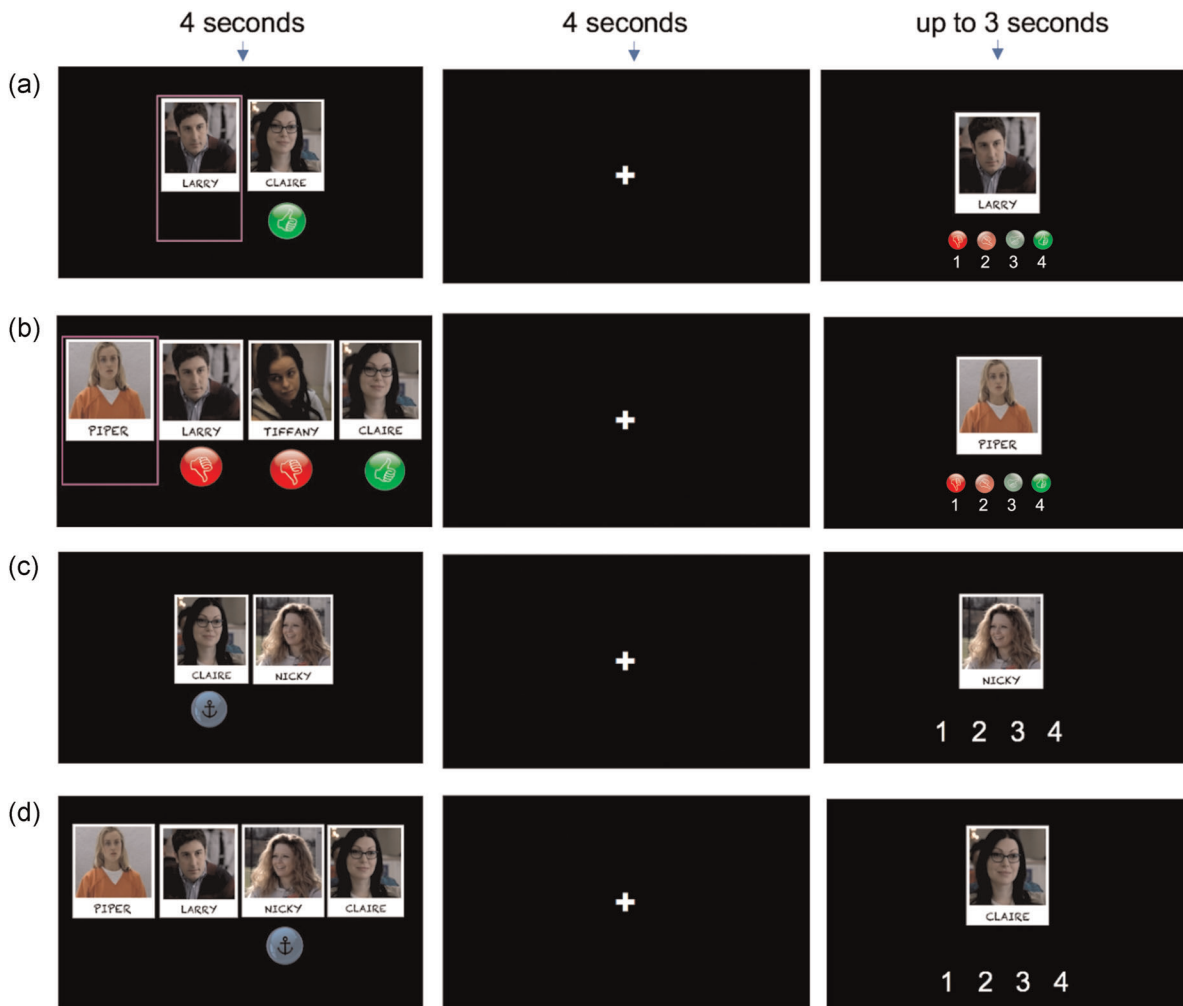 4 seconds 4 seconds up to 3 seconds
(a)
LARRY CLAIRE
LARRY
1 2 3 4
(b)
PIPER LARRY TIFFANY CLAIRE
PIPER
1 2 3 4
(c)
CLAIRE NICKY
NICKY
1 2 3 4
(d)
PIPER LARRY NICKY CLAIRE
CLAIRE
1 2 3 4